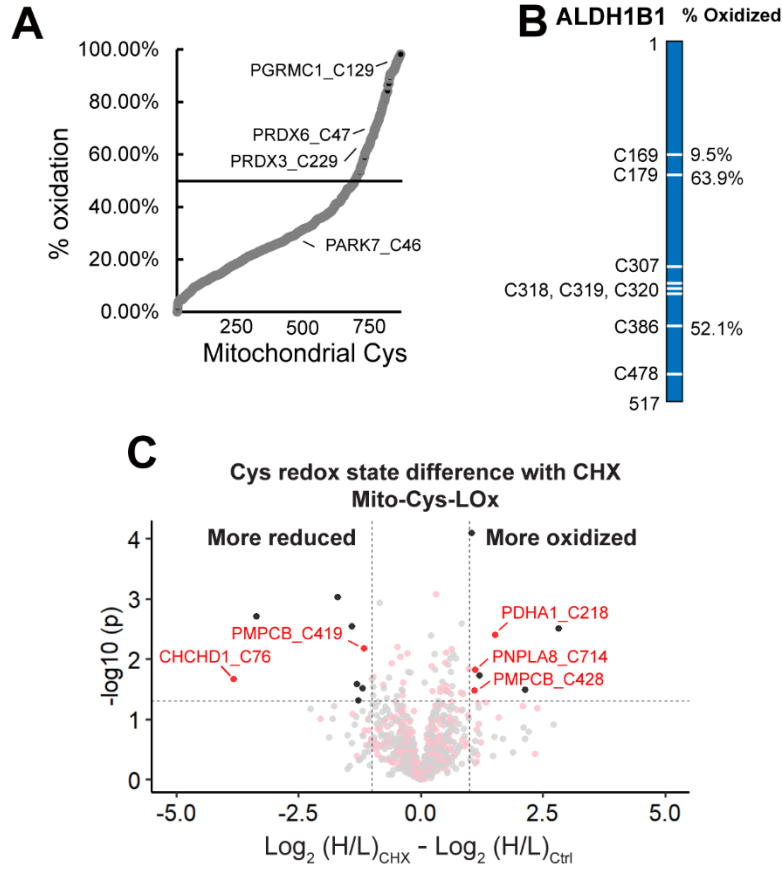 A
100.00%
80.00%
60.00%
40.00%
20.00%
0.00%
% oxidation
PGRMC1_C129
PRDX6_C47
PRDX3_C229
PARK7_C46
250 500 750
Mitochondrial Cys
B ALDH1B1 % Oxidized
1
C169 9.5%
C179 63.9%
C307
C318, C319, C320
C386 52.1%
C478
517
C
Cys redox state difference with CHX
Mito-Cys-LOx
More reduced More oxidized
4
3
2
1
0
-log10 (p)
PMPCB_C419
CHCHD1_C76
PDHA1_C218
PNPLA8_C714
PMPCB_C428
-5.0 -2.5 0.0 2.5 5.0
Log2 (H/L)CHX - Log2 (H/L)Ctrl